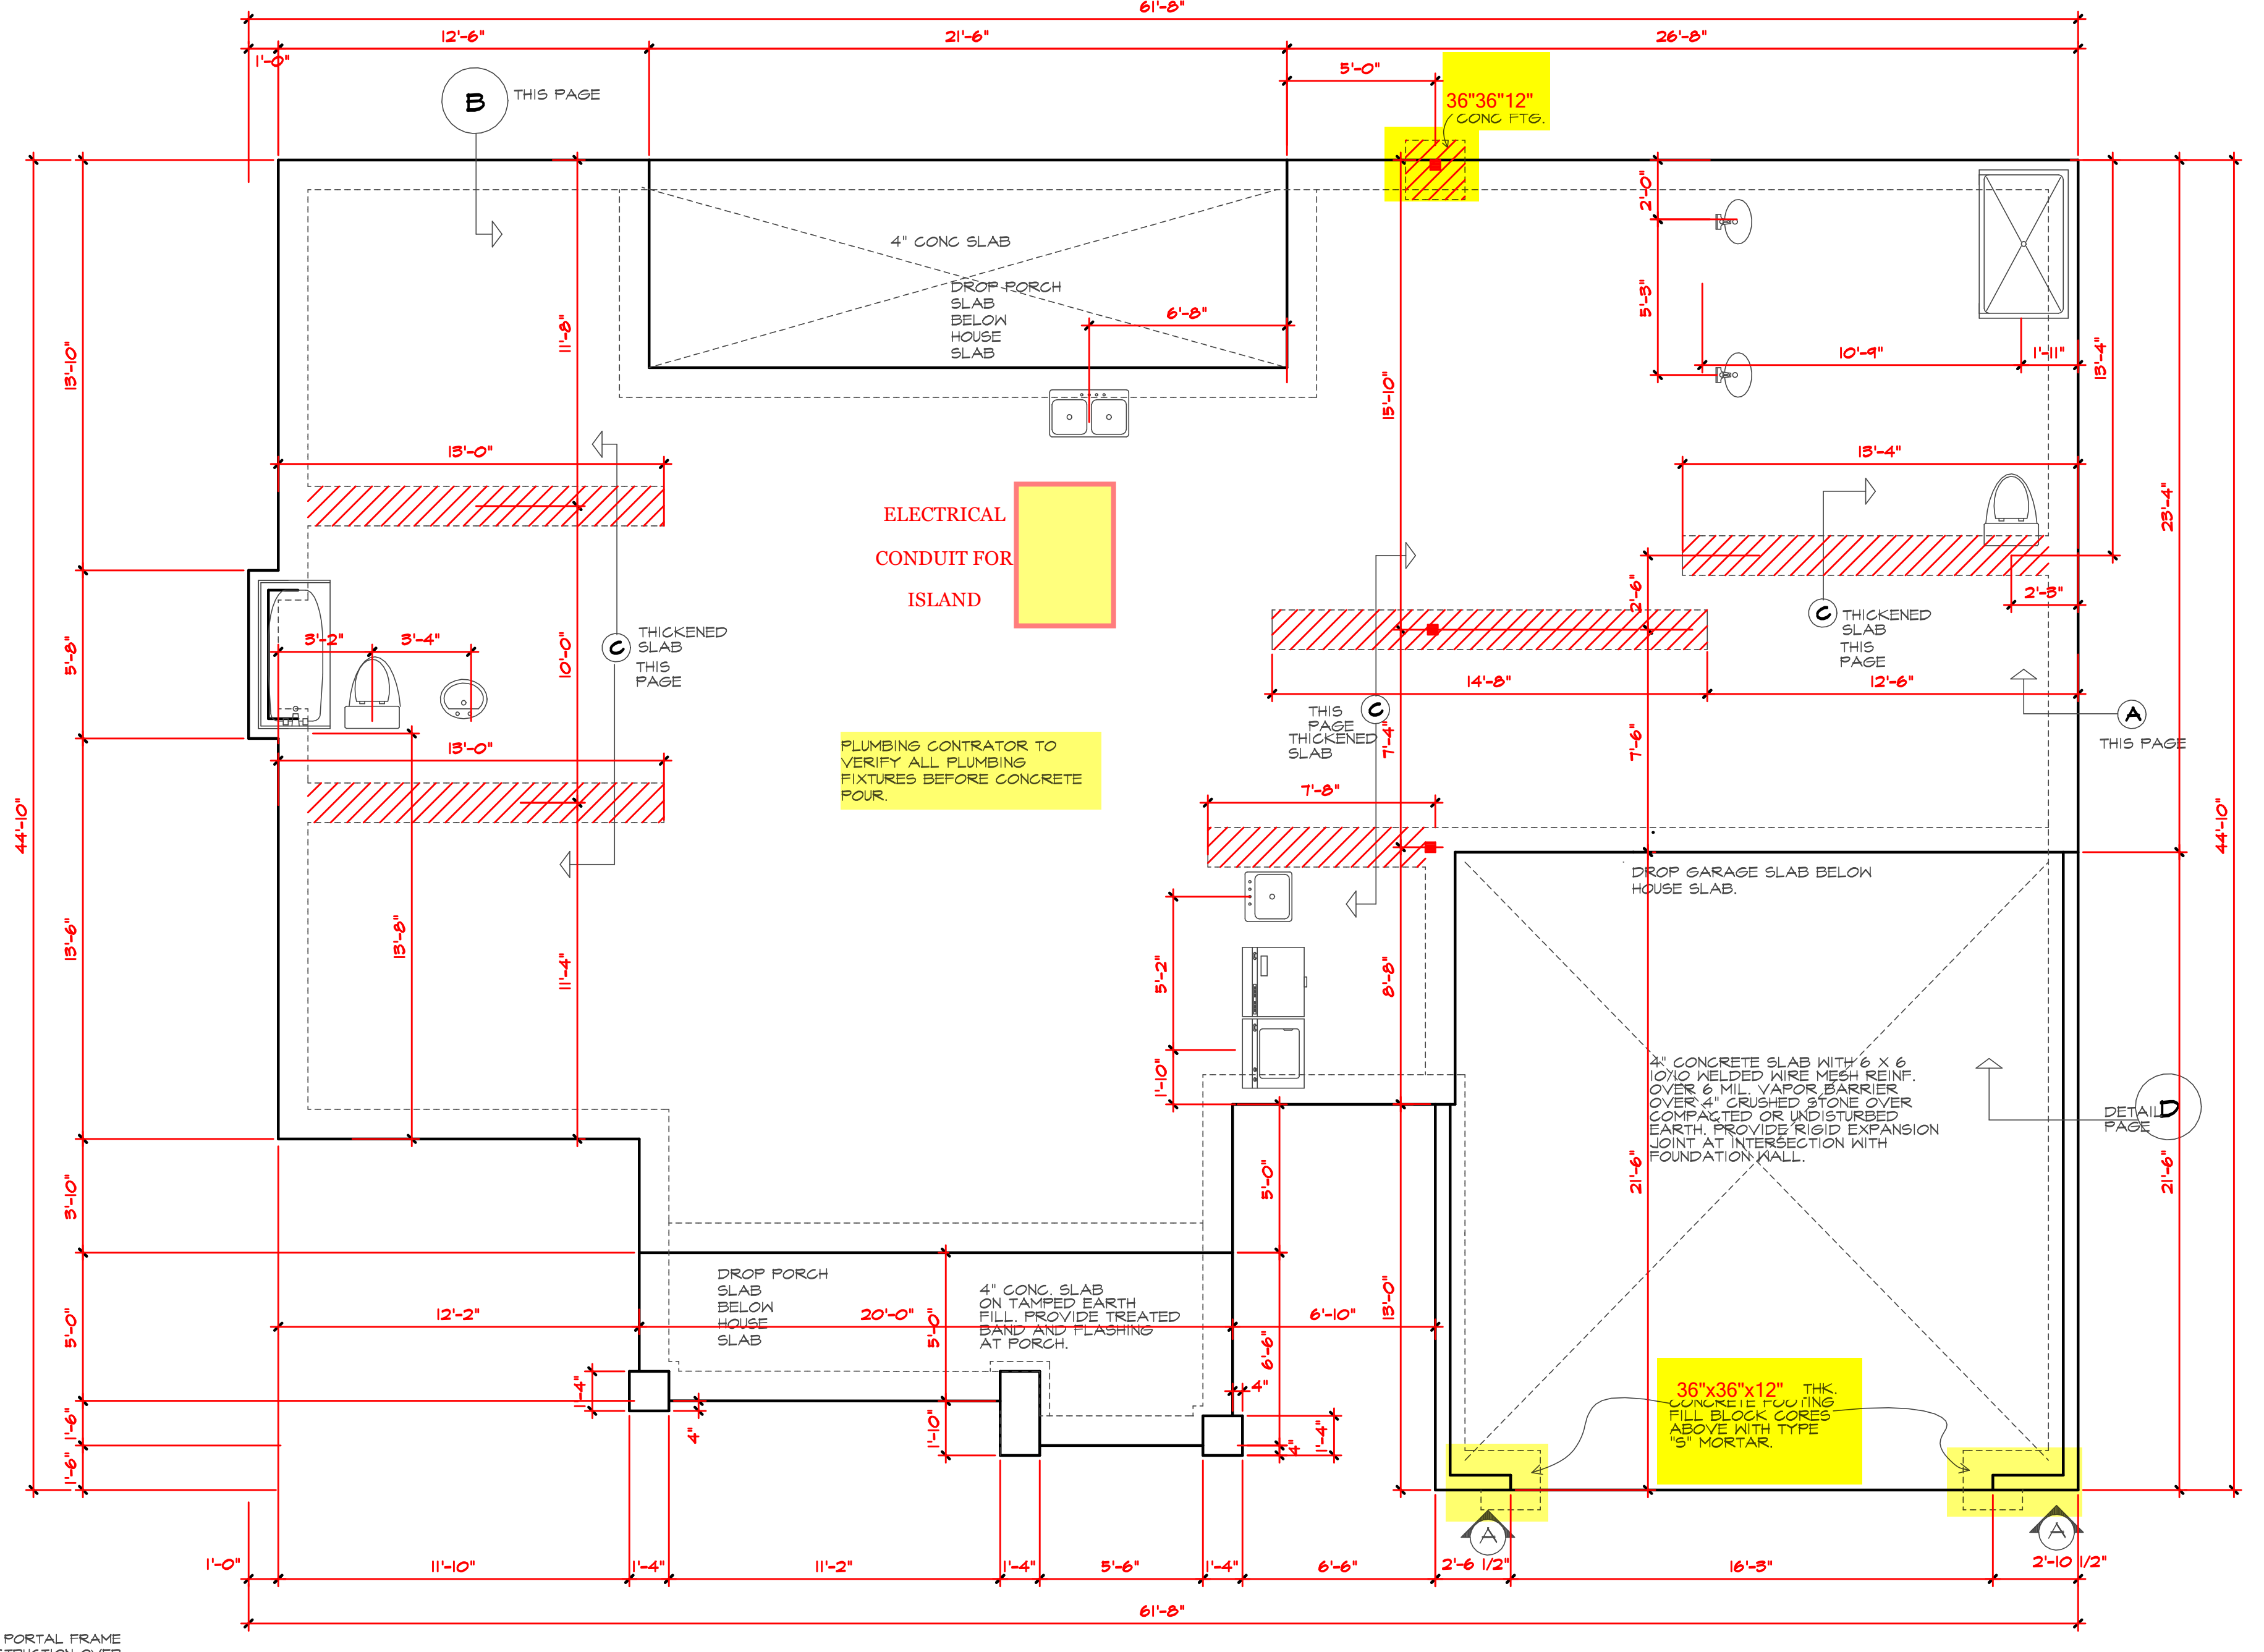 61'-8"
12'-6"
21'-6"
26'-8"
1'-0"
5'-0"
B
THIS PAGE
36"36"12"
CONC FTG.
2'-0"
4" CONC SLAB
DROP PORCH
SLAB
BELOW
HOUSE
SLAB
6'-8"
5'-3"
11'-8"
13'-10"
15'-10"
10'-9"
1'-11"
13'-4"
13'-0"
13'-4"
23'-4"
ELECTRICAL
CONDUIT FOR
ISLAND
2'-6"
2'-3"
C
THICKENED
SLAB
THIS
PAGE
3'-2"
3'-4"
5'-8"
10'-0"
C
THICKENED
SLAB
THIS
PAGE
14'-8"
12'-6"
C
THIS
PAGE
THICKENED
SLAB
A
THIS PAGE
7'-4"
7'-6"
13'-0"
PLUMBING CONTRATOR TO
VERIFY ALL PLUMBING
FIXTURES BEFORE CONCRETE
POUR.
7'-8"
44'-10"
44'-10"
DROP GARAGE SLAB BELOW
HOUSE SLAB.
13'-6"
13'-8"
11'-4"
5'-2"
8'-8"
1'-10"
4" CONCRETE SLAB WITH 6 X 6
10/10 WELDED WIRE MESH REINF.
OVER 6 MIL. VAPOR BARRIER
OVER 4" CRUSHED STONE OVER
COMPACTED OR UNDISTURBED
EARTH. PROVIDE RIGID EXPANSION
JOINT AT INTERSECTION WITH
FOUNDATION WALL.
D
DETAIL
PAGE
3'-10"
5'-0"
21'-6"
21'-6"
DROP PORCH
SLAB
BELOW
HOUSE
SLAB
4" CONC. SLAB
ON TAMPED EARTH
FILL. PROVIDE TREATED
BAND AND FLASHING
AT PORCH.
13'-0"
12'-2"
20'-0"
6'-10"
5'-0"
5'-0"
6'-6"
1'-4"
4"
4"
1'-10"
1'-4"
4"
1'-6"
1'-6"
36"x36"x12" THK.
CONCRETE FOOTING
FILL BLOCK CORES
ABOVE WITH TYPE
"S" MORTAR.
A
A
1'-0"
11'-10"
1'-4"
11'-2"
1'-4"
5'-6"
1'-4"
6'-6"
2'-6 1/2"
16'-3"
2'-10 1/2"
61'-8"
PORTAL FRAME